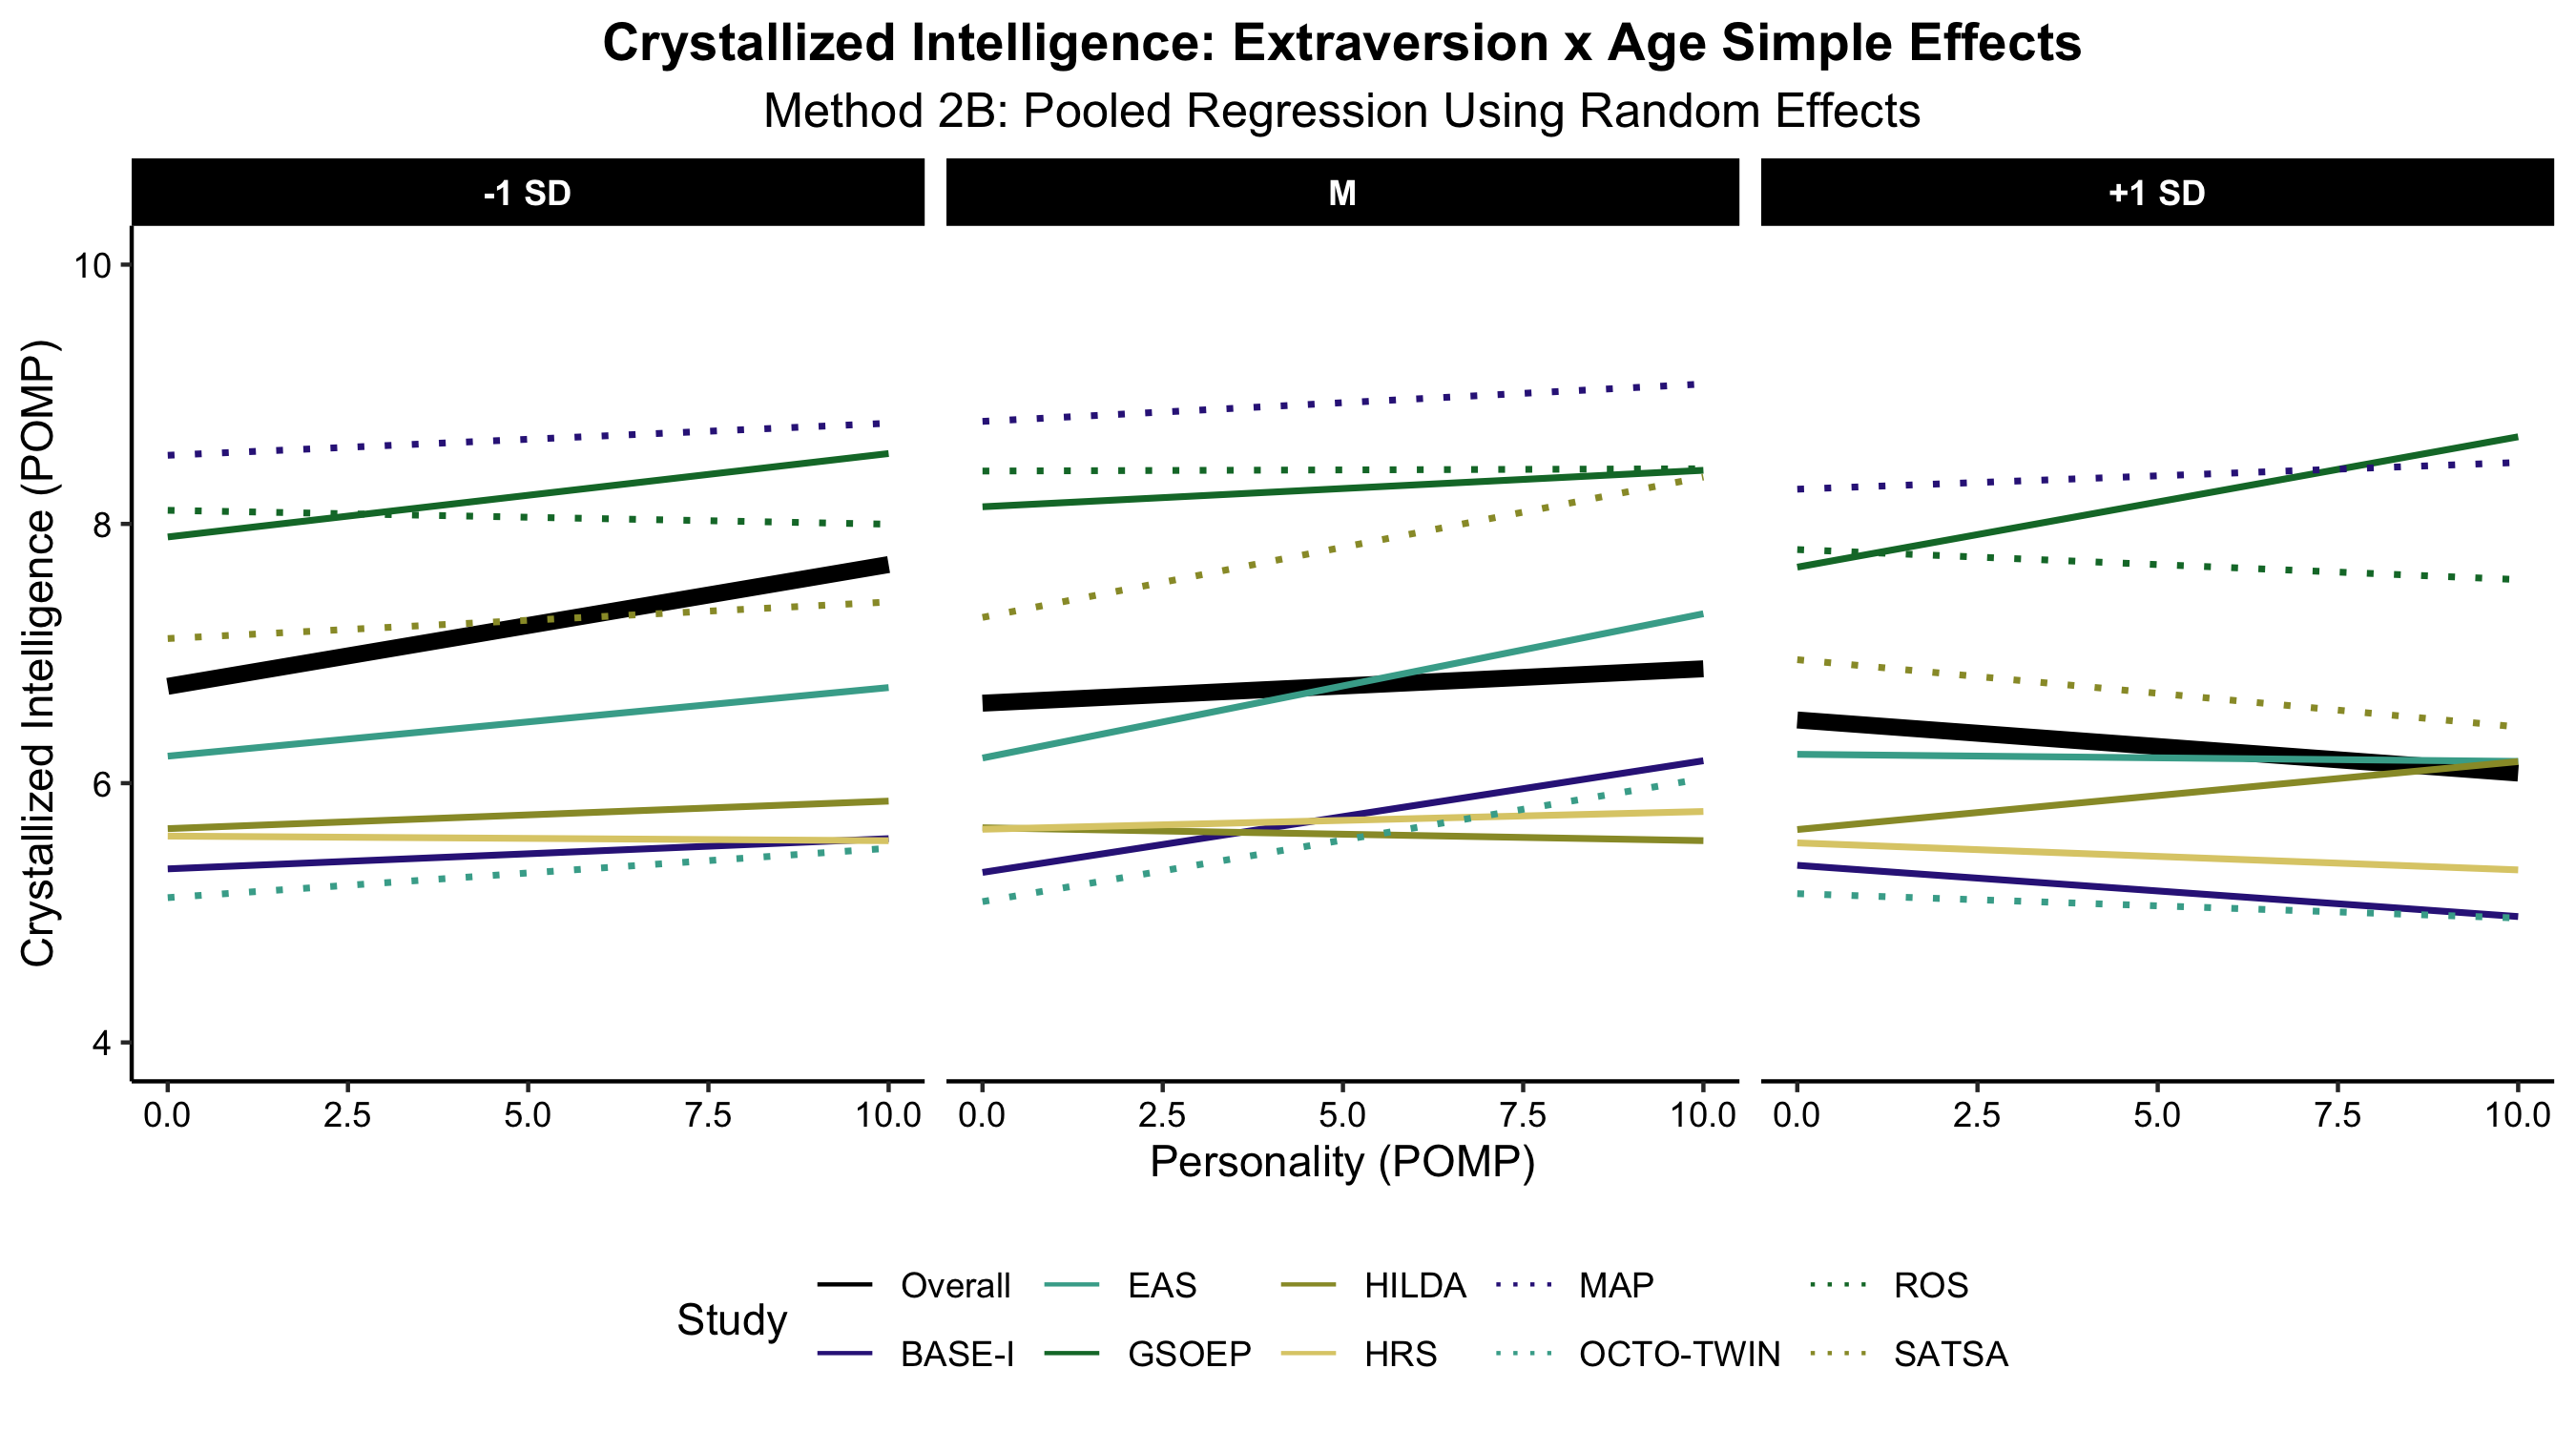 Crystallized Intelligence: Extraversion x Age Simple Effects
Method 2B: Pooled Regression Using Random Effects
-1 SD M +1 SD
Crystallized Intelligence (POMP)
10
8
6
4
0.0 2.5 5.0 7.5 10.0 0.0 2.5 5.0 7.5 10.0 0.0 2.5 5.0 7.5 10.0
Personality (POMP)
Study
Overall EAS HILDA MAP ROS
BASE-I GSOEP HRS OCTO-TWIN SATSA